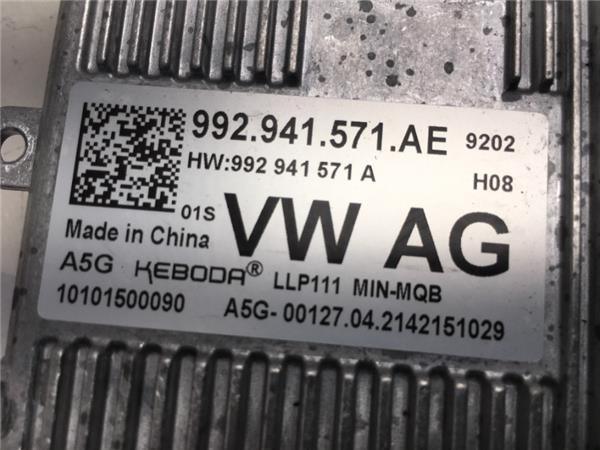 992.941.571.AE 9202
HW:992 941 571 A H08
01S VW AG
Made in China
A5G KEBODA® LLP111 MIN-MQB
10101500090 A5G- 00127.04.2142151029